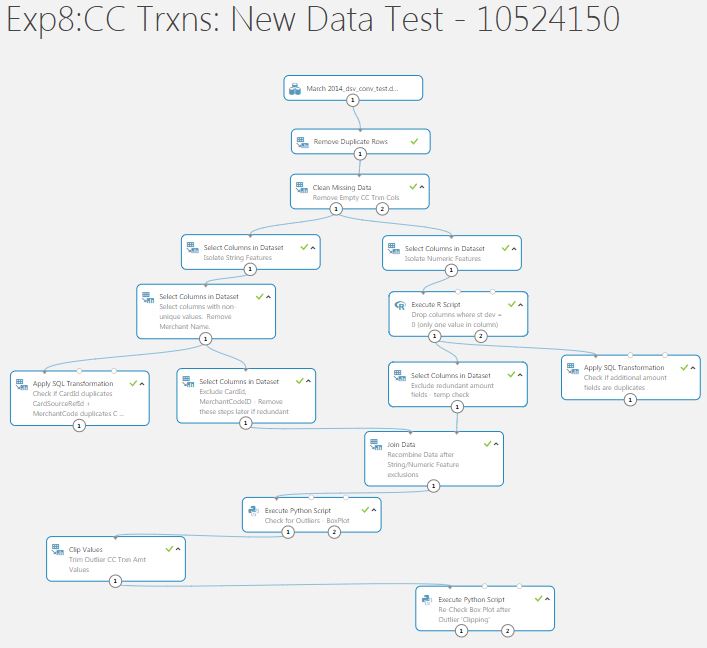 Exp8:CC Trxns: New Data Test - 10524150
March 2014_dsv_conv_test.d...
1
Remove Duplicate Rows
1
Clean Missing Data
Remove Empty CC Trxn Cols
1
2
Select Columns in Dataset
Isolate String Features
1
Select Columns in Dataset
Isolate Numeric Features
1
Select Columns in Dataset
Select columns with non
unique values. Remove
Merchant Name.
1
Execute R Script
Drop columns where st dev =
0 (only one value in column)
1
2
Apply SQL Transformation
Check if CardId duplicates
CardSourceRefId +
MerchantCode duplicates C ...
1
Select Columns in Dataset
Exclude CardId,
MerchantCodeID - Remove
these steps later if redundant
1
Select Columns in Dataset
Exclude redundant amount
fields - temp check
1
Apply SQL Transformation
Check if additional amount
fields are duplicates
1
Join Data
Recombine Data after
String/Numeric Feature
exclusions
1
Execute Python Script
Check for Outliers - BoxPlot
1
2
Clip Values
Trim Outlier CC Trxn Amt
Values
1
Execute Python Script
Re Check Box Plot after
Outlier 'Clipping'
1
2